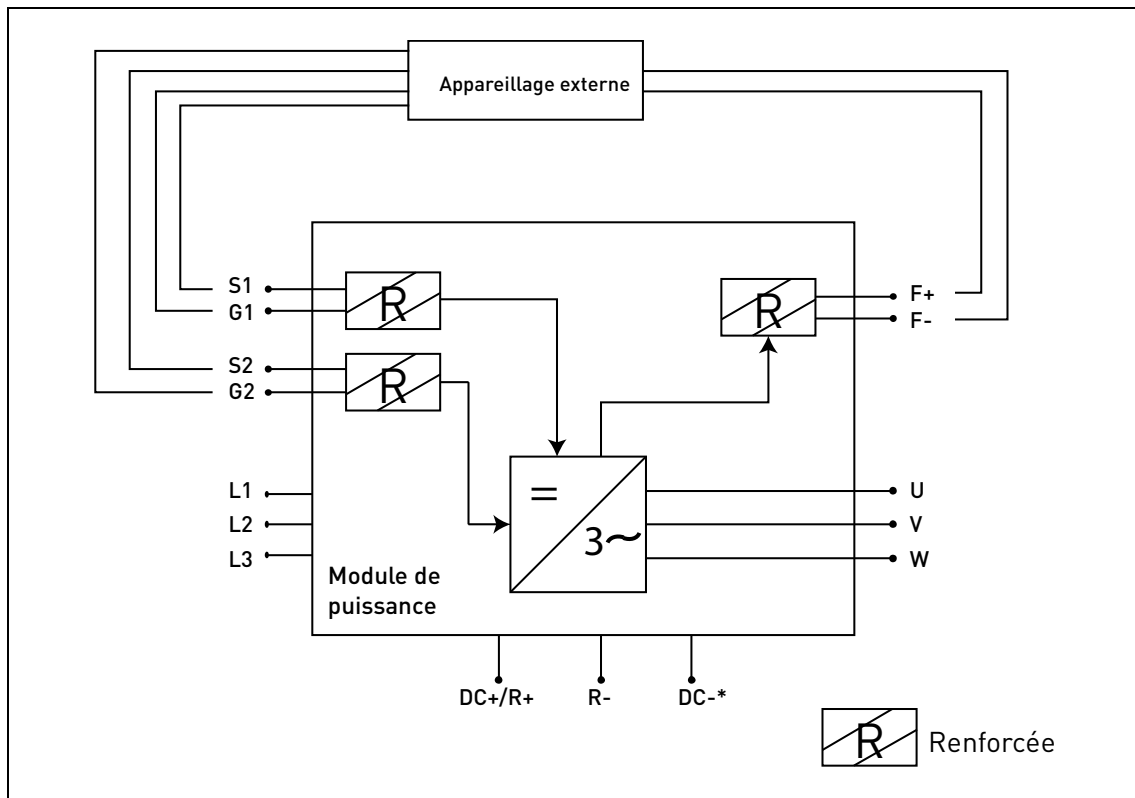 Appareillage externe
S1
G1
R
R
F+
F-
S2
G2
R
L1
L2
L3
=
3~
U
V
W
Module de
puissance
DC+/R+
R-
DC-*
R
Renforcée